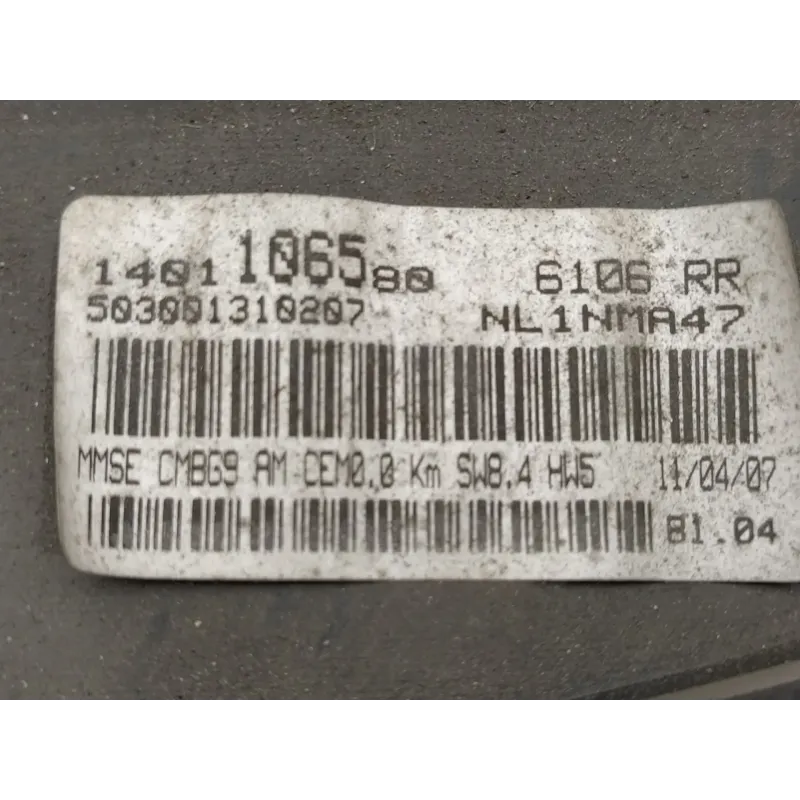 14011065 80 6106 RR
503001310207 NL1NMA47
MMSE CMBG9 AM CEM0.0 Km SW8.4 HW5 11/04/07
B1.04